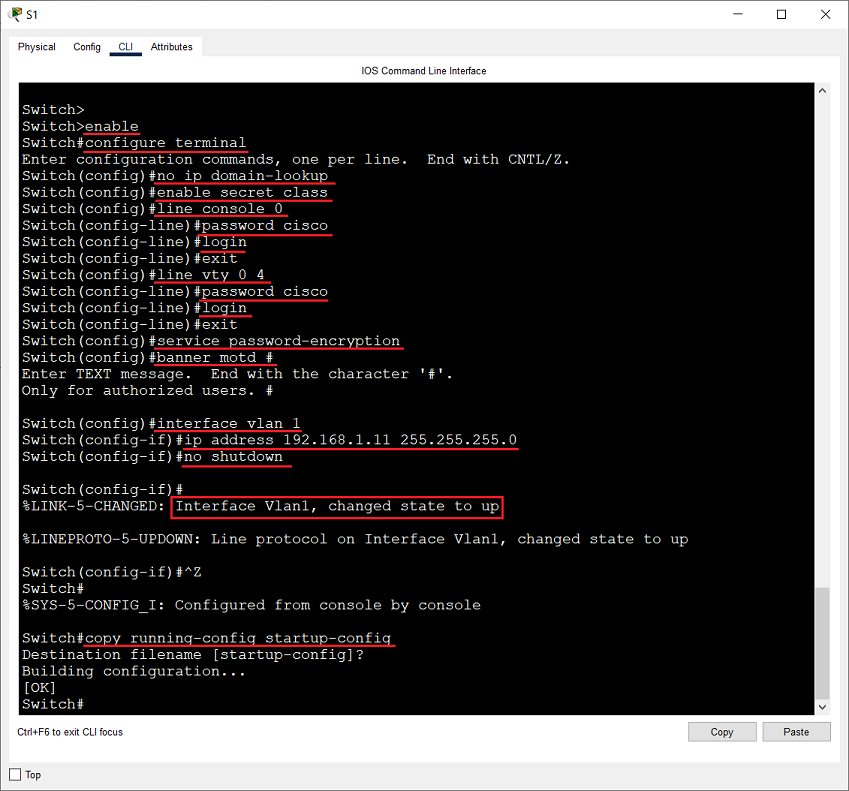 S1
Physical Config CLI Attributes
IOS Command Line Interface
Switch>
Switch>enable
Switch#configure terminal
Enter configuration commands, one per line.  End with CNTL/Z.
Switch(config)#no ip domain-lookup
Switch(config)#enable secret class
Switch(config)#line console 0
Switch(config-line)#password cisco
Switch(config-line)#login
Switch(config-line)#exit
Switch(config)#line vty 0 4
Switch(config-line)#password cisco
Switch(config-line)#login
Switch(config-line)#exit
Switch(config)#service password-encryption
Switch(config)#banner motd #
Enter TEXT message.  End with the character '#'.
Only for authorized users. #
Switch(config)#interface vlan 1
Switch(config-if)#ip address 192.168.1.11 255.255.255.0
Switch(config-if)#no shutdown
Switch(config-if)#
%LINK-5-CHANGED: Interface Vlan1, changed state to up
%LINEPROTO-5-UPDOWN: Line protocol on Interface Vlan1, changed state to up
Switch(config-if)#^Z
Switch#
%SYS-5-CONFIG_I: Configured from console by console
Switch#copy running-config startup-config
Destination filename [startup-config]?
Building configuration...
[OK]
Switch#
Ctrl+F6 to exit CLI focus Copy Paste
Top